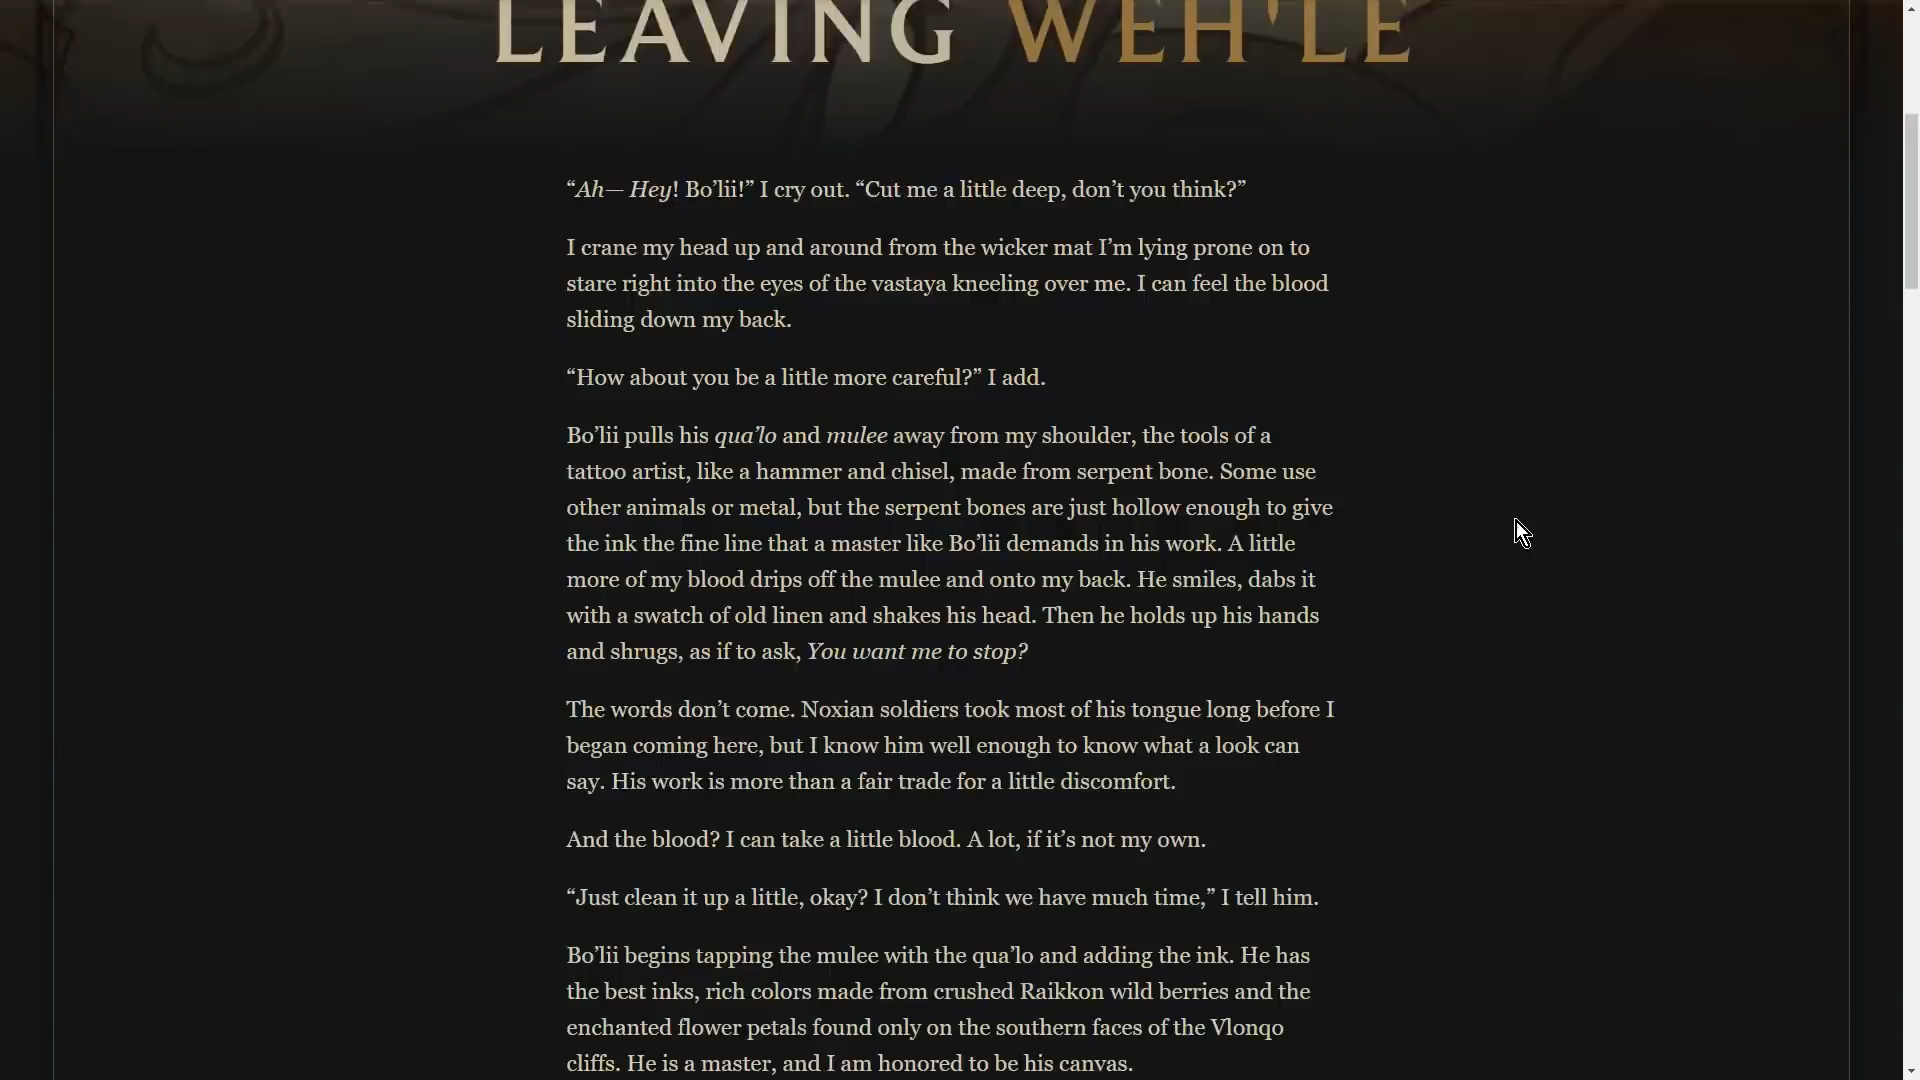 LEAVING WEH'LE
“Ah— Hey! Bo’lii!” I cry out. “Cut me a little deep, don’t you think?”
I crane my head up and around from the wicker mat I’m lying prone on to
stare right into the eyes of the vastaya kneeling over me. I can feel the blood
sliding down my back.
“How about you be a little more careful?” I add.
Bo’lii pulls his qua’lo and mulee away from my shoulder, the tools of a
tattoo artist, like a hammer and chisel, made from serpent bone. Some use
other animals or metal, but the serpent bones are just hollow enough to give
the ink the fine line that a master like Bo’lii demands in his work. A little
more of my blood drips off the mulee and onto my back. He smiles, dabs it
with a swatch of old linen and shakes his head. Then he holds up his hands
and shrugs, as if to ask, You want me to stop?
The words don’t come. Noxian soldiers took most of his tongue long before I
began coming here, but I know him well enough to know what a look can
say. His work is more than a fair trade for a little discomfort.
And the blood? I can take a little blood. A lot, if it’s not my own.
“Just clean it up a little, okay? I don’t think we have much time,” I tell him.
Bo’lii begins tapping the mulee with the qua’lo and adding the ink. He has
the best inks, rich colors made from crushed Raikkon wild berries and the
enchanted flower petals found only on the southern faces of the Vlonqo
cliffs. He is a master, and I am honored to be his canvas.